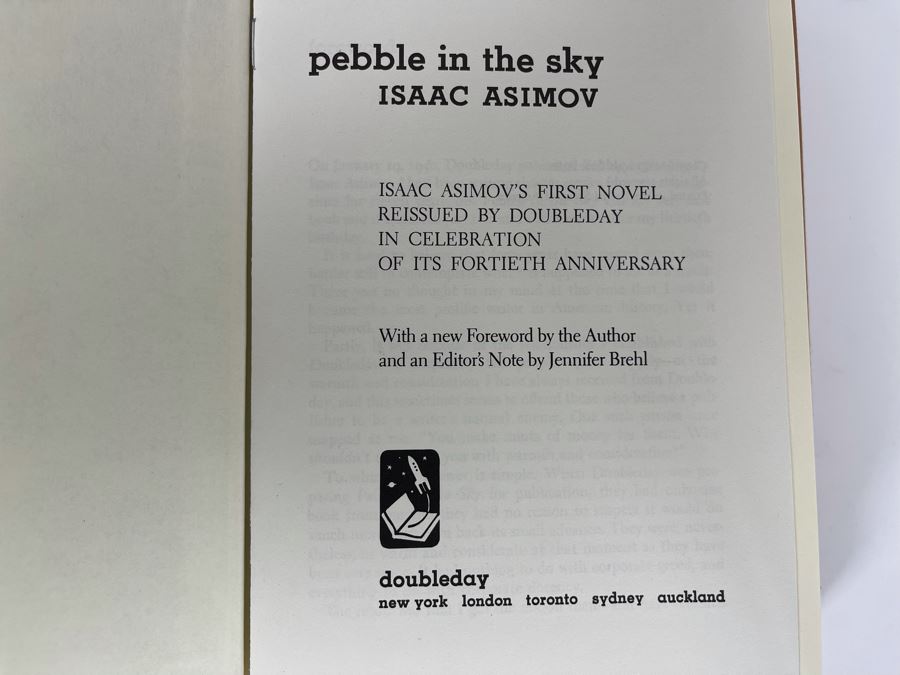 pebble in the sky
ISAAC ASIMOV
ISAAC ASIMOV'S FIRST NOVEL
REISSUED BY DOUBLEDAY
IN CELEBRATION
OF ITS FORTIETH ANNIVERSARY
With a new Foreword by the Author
and an Editor's Note by Jennifer Brehl
doubleday
new york london toronto sydney auckland